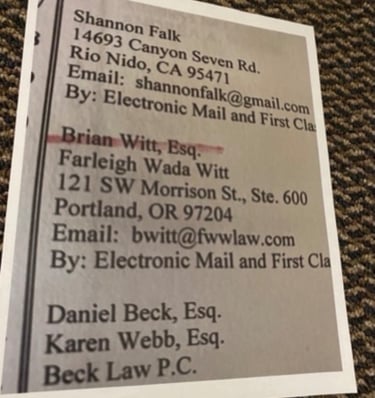 Shannon Falk
14693 Canyon Seven Rd.
Rio Nido, CA 95471
Email: shannonfalk@gmail.com
By: Electronic Mail and First Cla
Brian Witt, Esq.
Farleigh Wada Witt
121 SW Morrison St., Ste. 600
Portland, OR 97204
Email: bwitt@fwwlaw.com
By: Electronic Mail and First Cla
Daniel Beck, Esq.
Karen Webb, Esq.
Beck Law P.C.